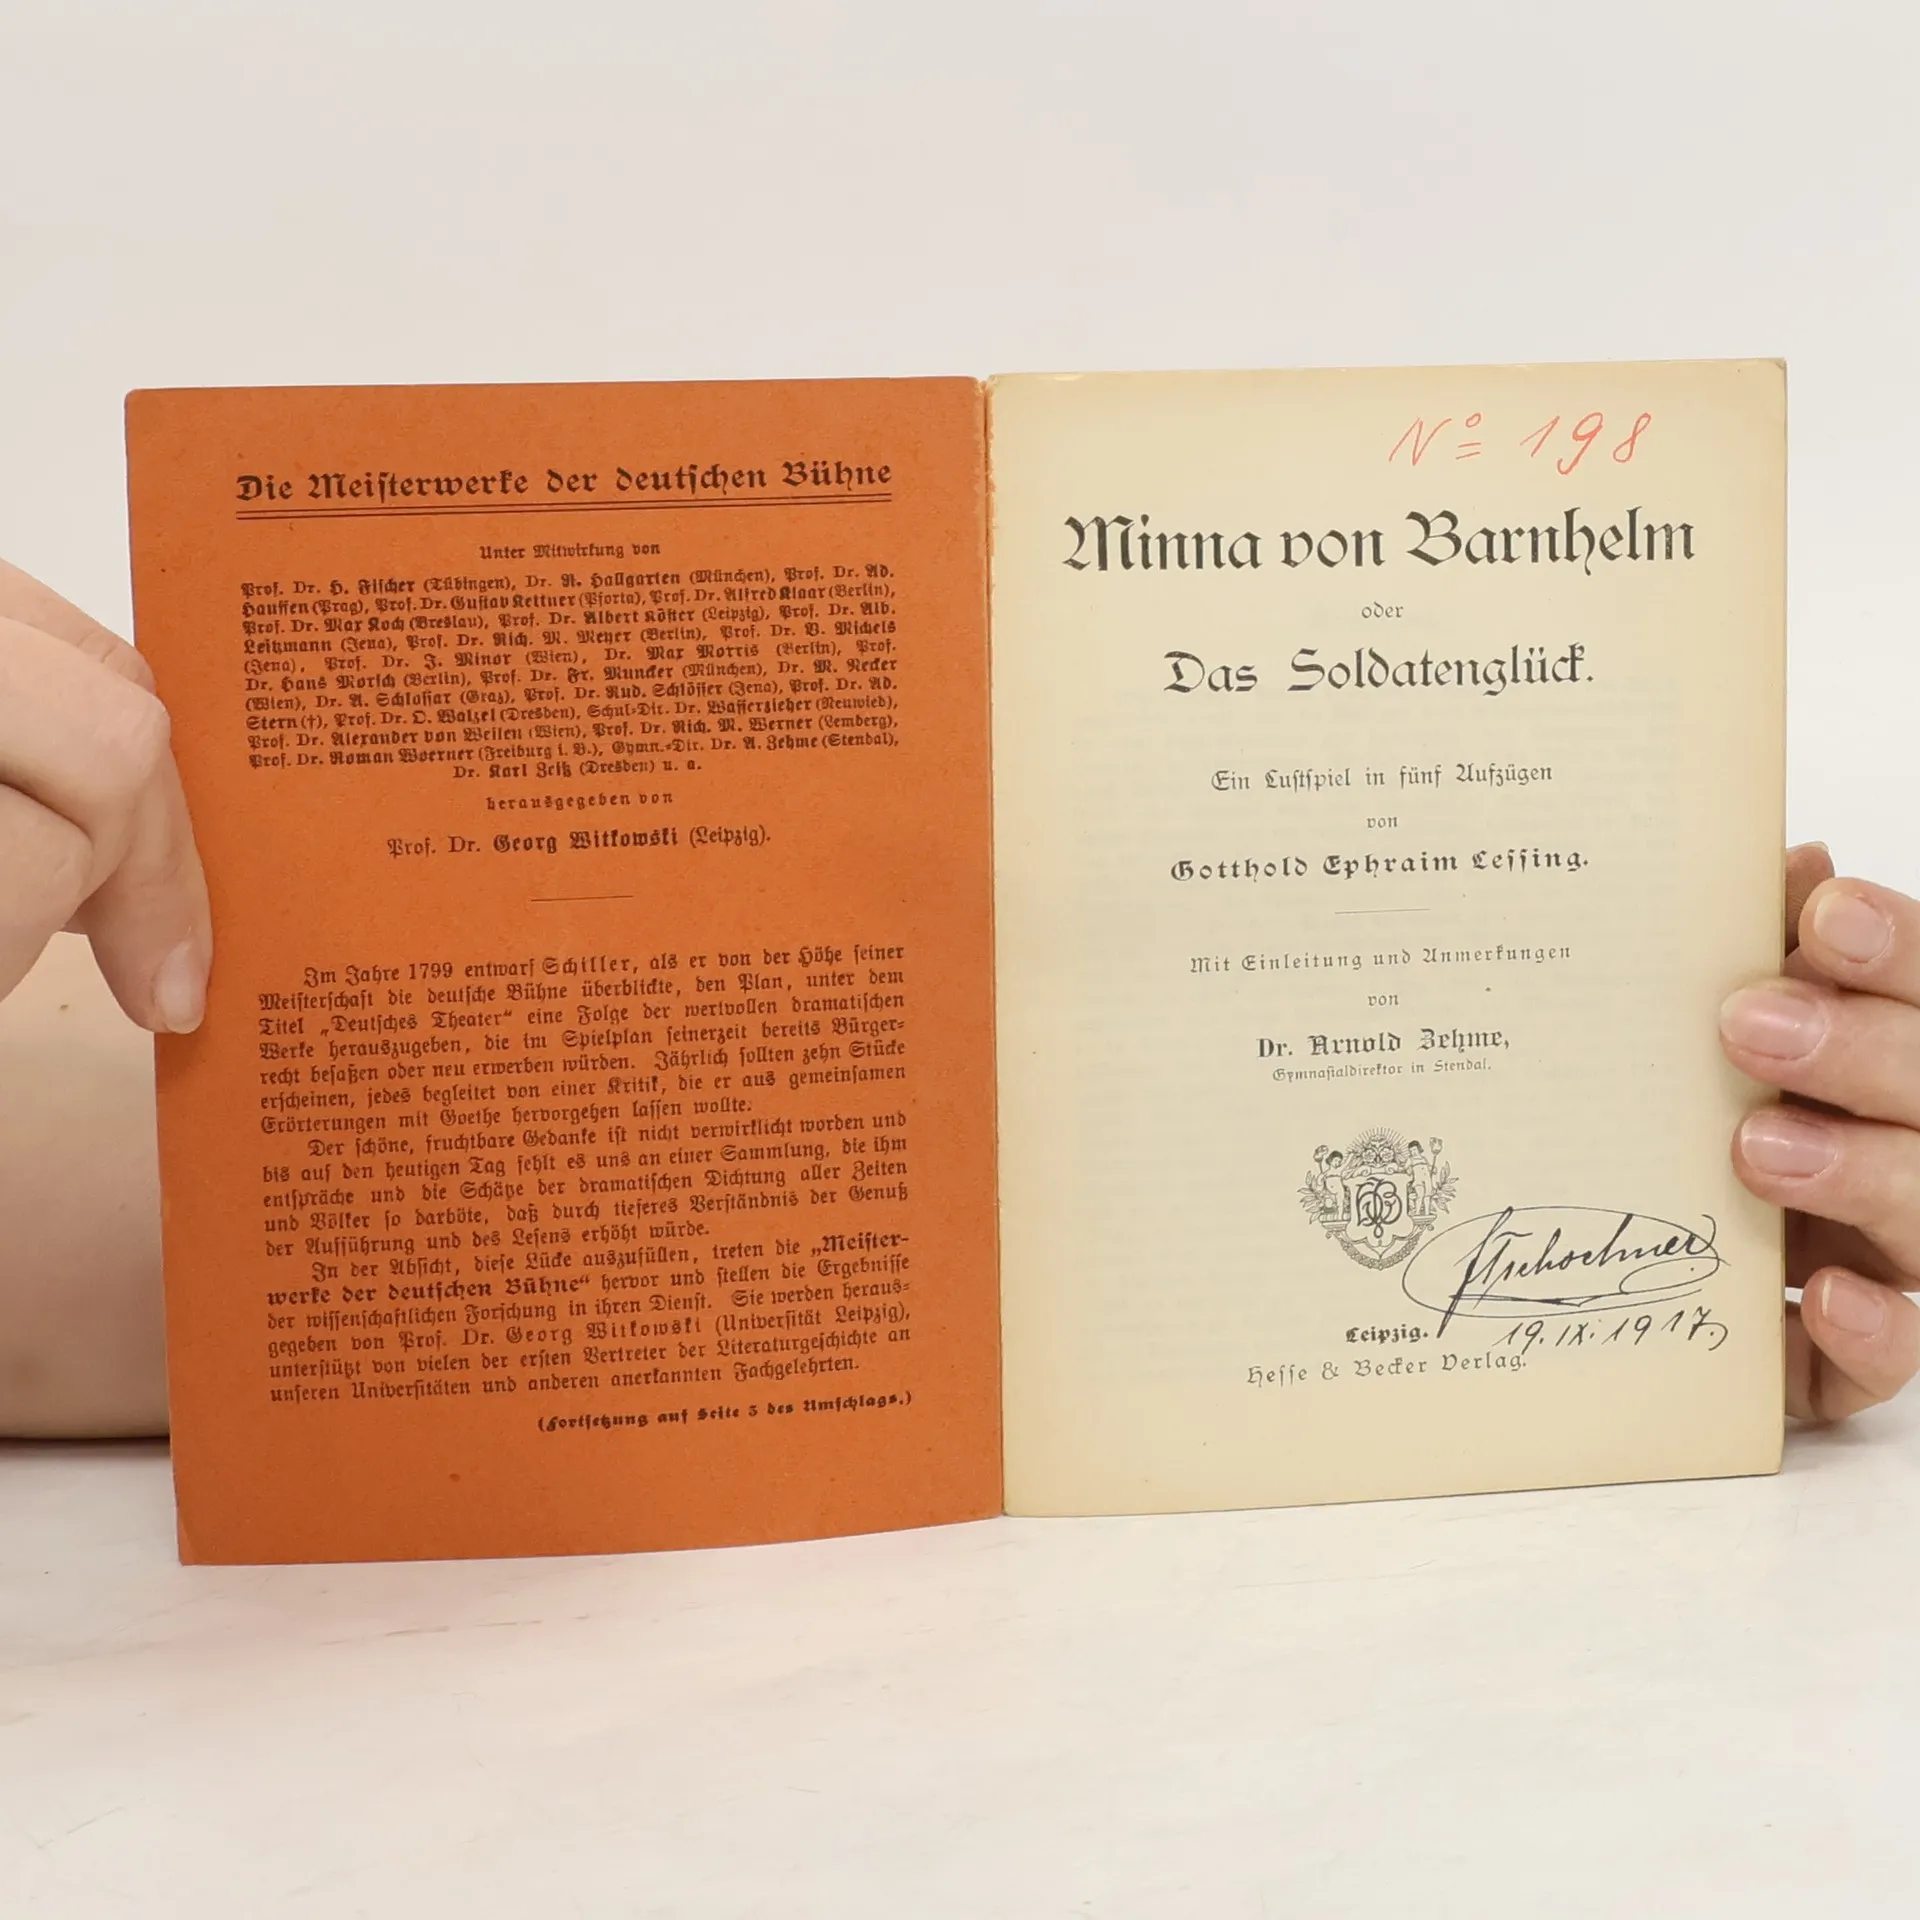 Die Meisterwerke der deutschen Bühne
Unter Mitwirkung von
Prof. Dr. H. Fischer (Tübingen), Dr. R. Hallgarten (München), Prof. Dr. Ad.
Hauffen (Prag), Prof. Dr. Gustav Kettner (Pforta), Prof. Dr. Alfred Klaar (Berlin),
Prof. Dr. Max Koch (Breslau), Prof. Dr. Albert Köster (Leipzig), Prof. Dr. Alb.
Leitzmann (Jena), Prof. Dr. Rich. M. Meyer (Berlin), Prof. Dr. V. Michels
(Jena), Prof. Dr. J. Minor (Wien), Dr. Max Morris (Berlin), Prof.
Dr. Hans Morsch (Berlin), Prof. Dr. Fr. Muncker (München), Dr. M. Necker
(Wien), Dr. A. Schlossar (Graz), Prof. Dr. Rud. Schlösser (Jena), Prof. Dr. Ad.
Stern (†), Prof. Dr. O. Walzel (Dresden), Schul-Dir. Dr. Wasserzieher (Neuwied),
Prof. Dr. Alexander von Weilen (Wien), Prof. Dr. Rich. M. Werner (Lemberg),
Prof. Dr. Roman Woerner (Freiburg i. B.), Gymn.-Dir. Dr. A. Zehme (Stendal),
Dr. Karl Zeiß (Dresden) u. a.
herausgegeben von
Prof. Dr. Georg Witkowski (Leipzig).
Im Jahre 1799 entwarf Schiller, als er von der Höhe seiner
Meisterschaft die deutsche Bühne überblickte, den Plan, unter dem
Titel „Deutsches Theater“ eine Folge der wertvollen dramatischen
Werke herauszugeben, die im Spielplan seinerzeit bereits Bürger-
recht besaßen oder neu erwerben würden. Jährlich sollten zehn Stücke
erscheinen, jedes begleitet von einer Kritik, die er aus gemeinsamen
Erörterungen mit Goethe hervorgehen lassen wollte.
Der schöne, fruchtbare Gedanke ist nicht verwirklicht worden und
bis auf den heutigen Tag fehlt es uns an einer Sammlung, die ihm
entspräche und die Schätze der dramatischen Dichtung aller Zeiten
und Völker so darböte, daß durch tieferes Verständnis der Genuß
der Aufführung und des Lesens erhöht würde.
In der Absicht, diese Lücke auszufüllen, treten die „Meister-
werke der deutschen Bühne“ hervor und stellen die Ergebnisse
der wissenschaftlichen Forschung in ihren Dienst. Sie werden heraus-
gegeben von Prof. Dr. Georg Witkowski (Universität Leipzig),
unterstützt von vielen der ersten Vertreter der Literaturgeschichte an
unseren Universitäten und anderen anerkannten Fachgelehrten.
(Fortsetzung auf Seite 3 des Umschlags.)
Nº 198
Minna von Barnhelm
oder
Das Soldatenglück.
Ein Lustspiel in fünf Aufzügen
von
Gotthold Ephraim Lessing.
Mit Einleitung und Anmerkungen
von
Dr. Arnold Zehme,
Gymnasialdirektor in Stendal.
Leipzig.
19. IX. 1917.
Hesse & Becker Verlag.